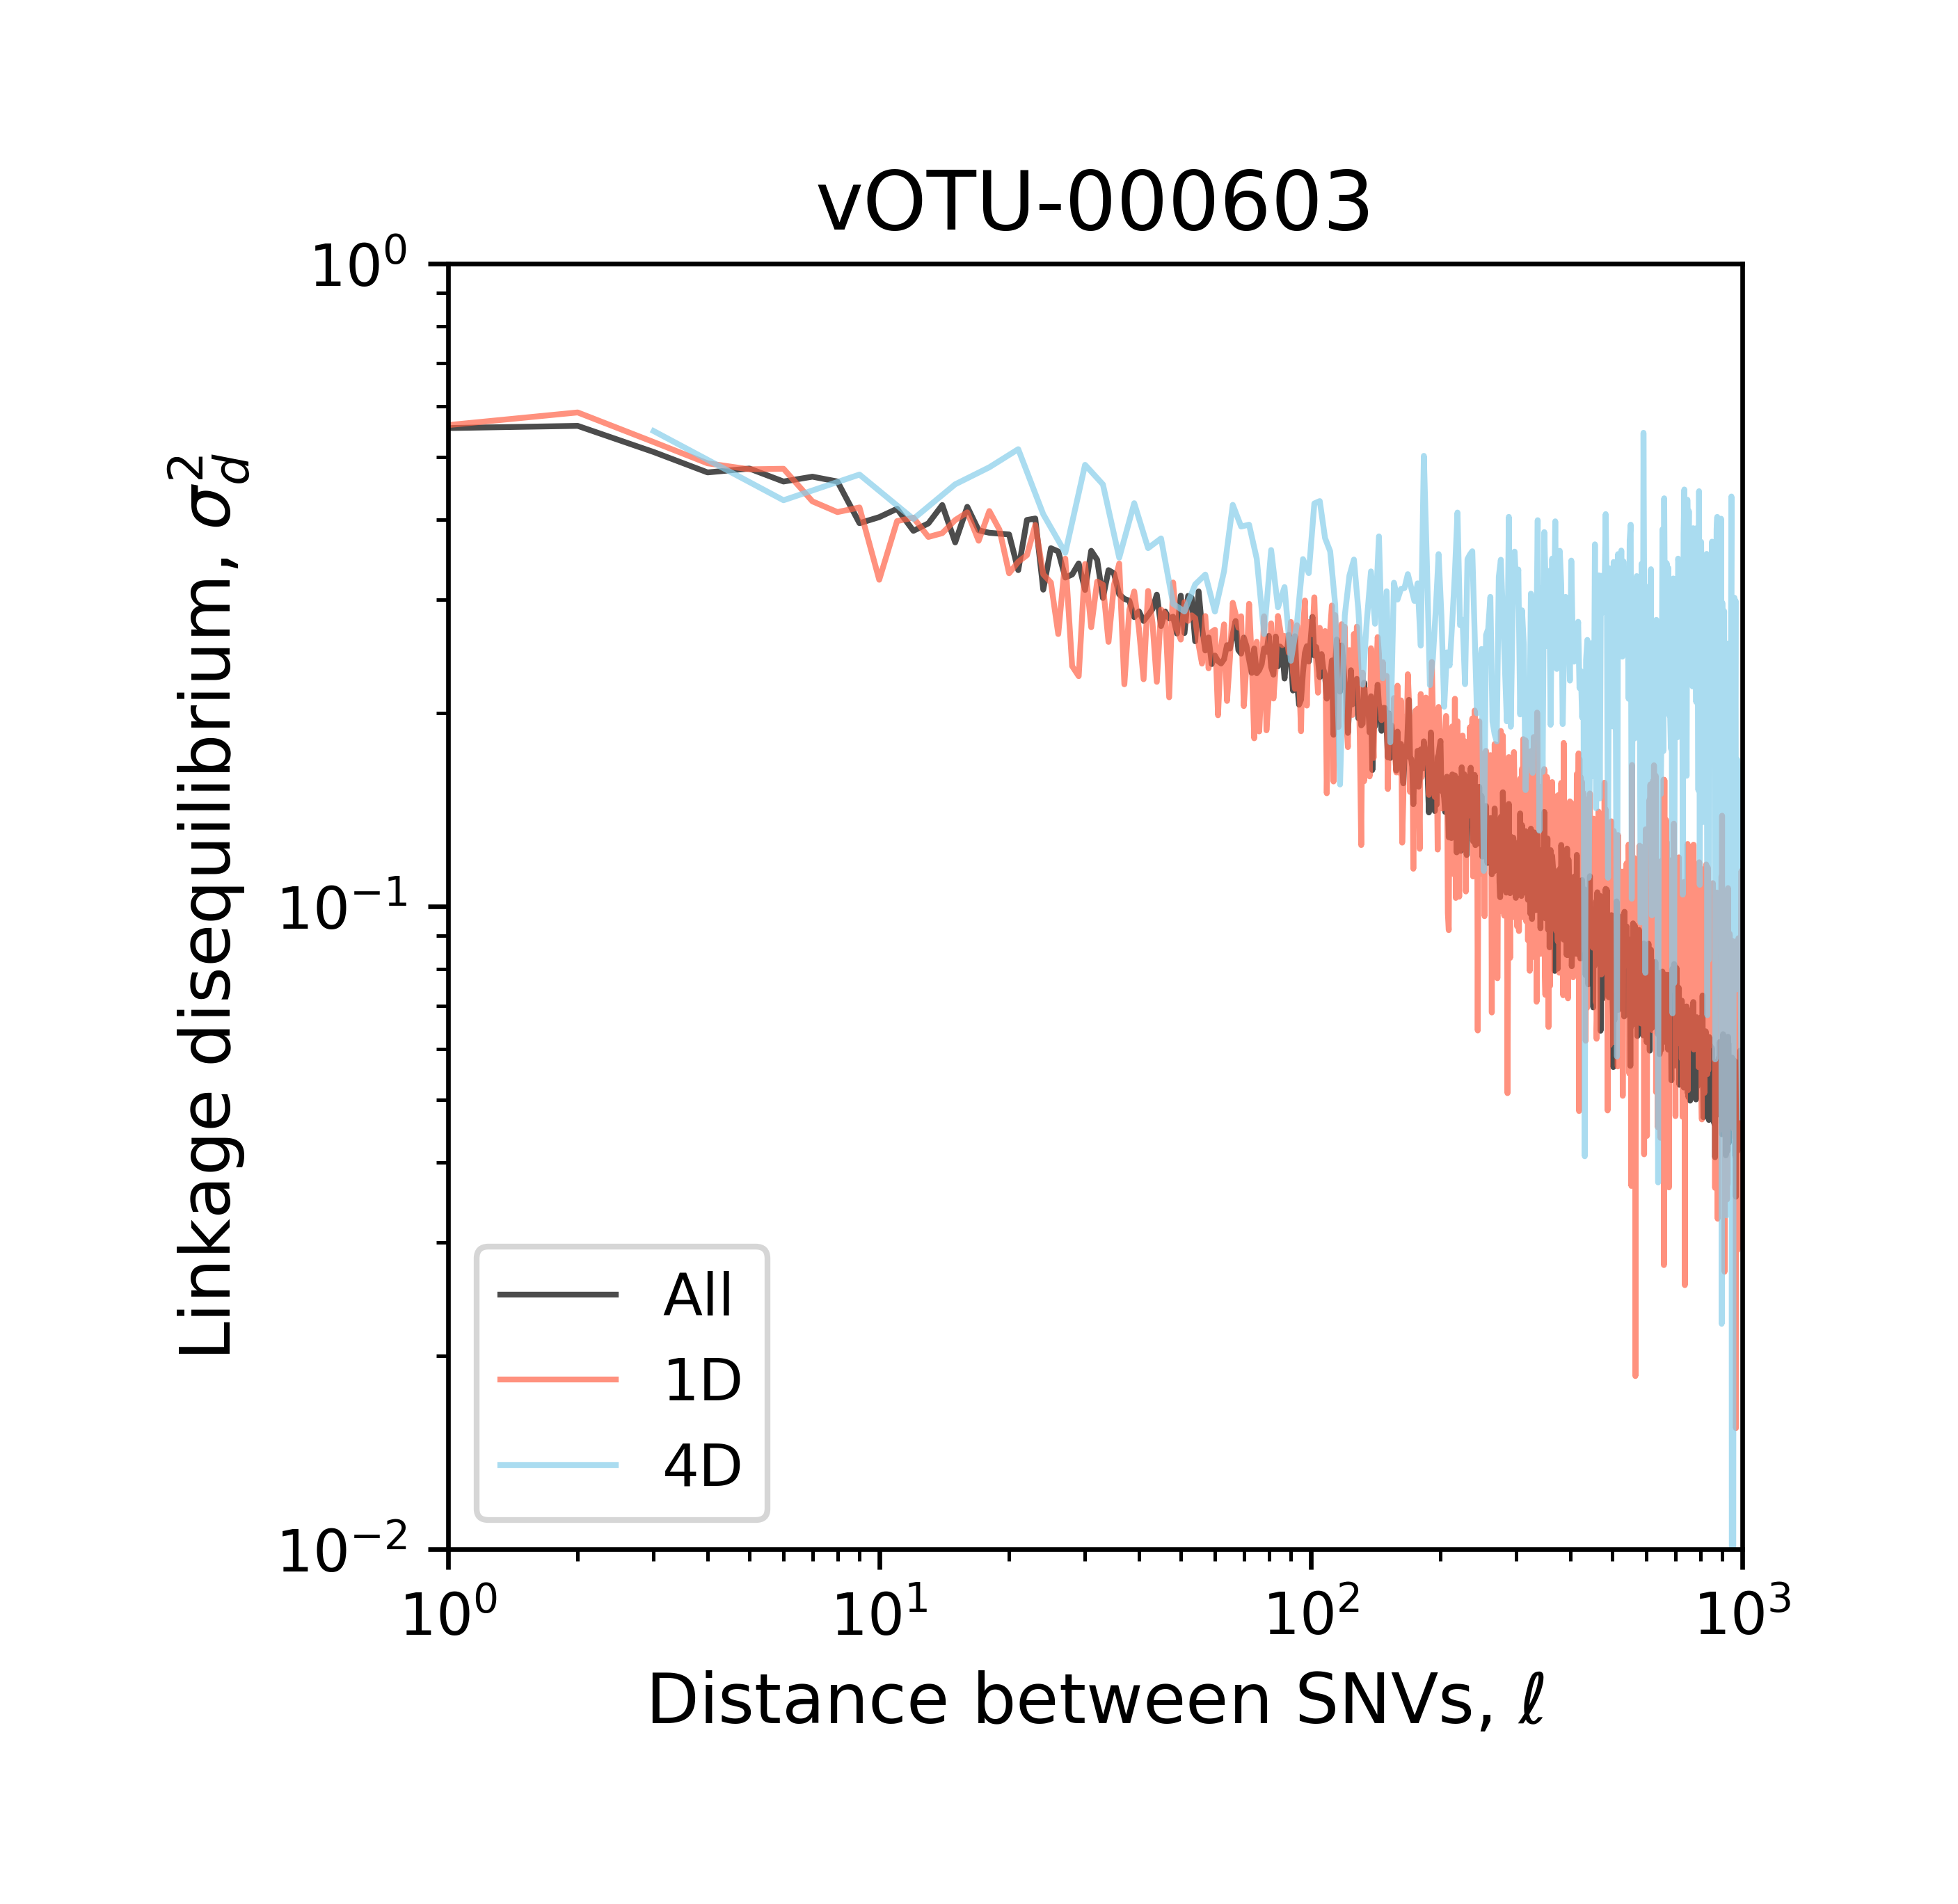 vOTU-000603
Linkage disequilibrium, σ_d^2
10^0
10^-1
10^-2
All
1D
4D
10^0 10^1 10^2 10^3
Distance between SNVs, ℓ